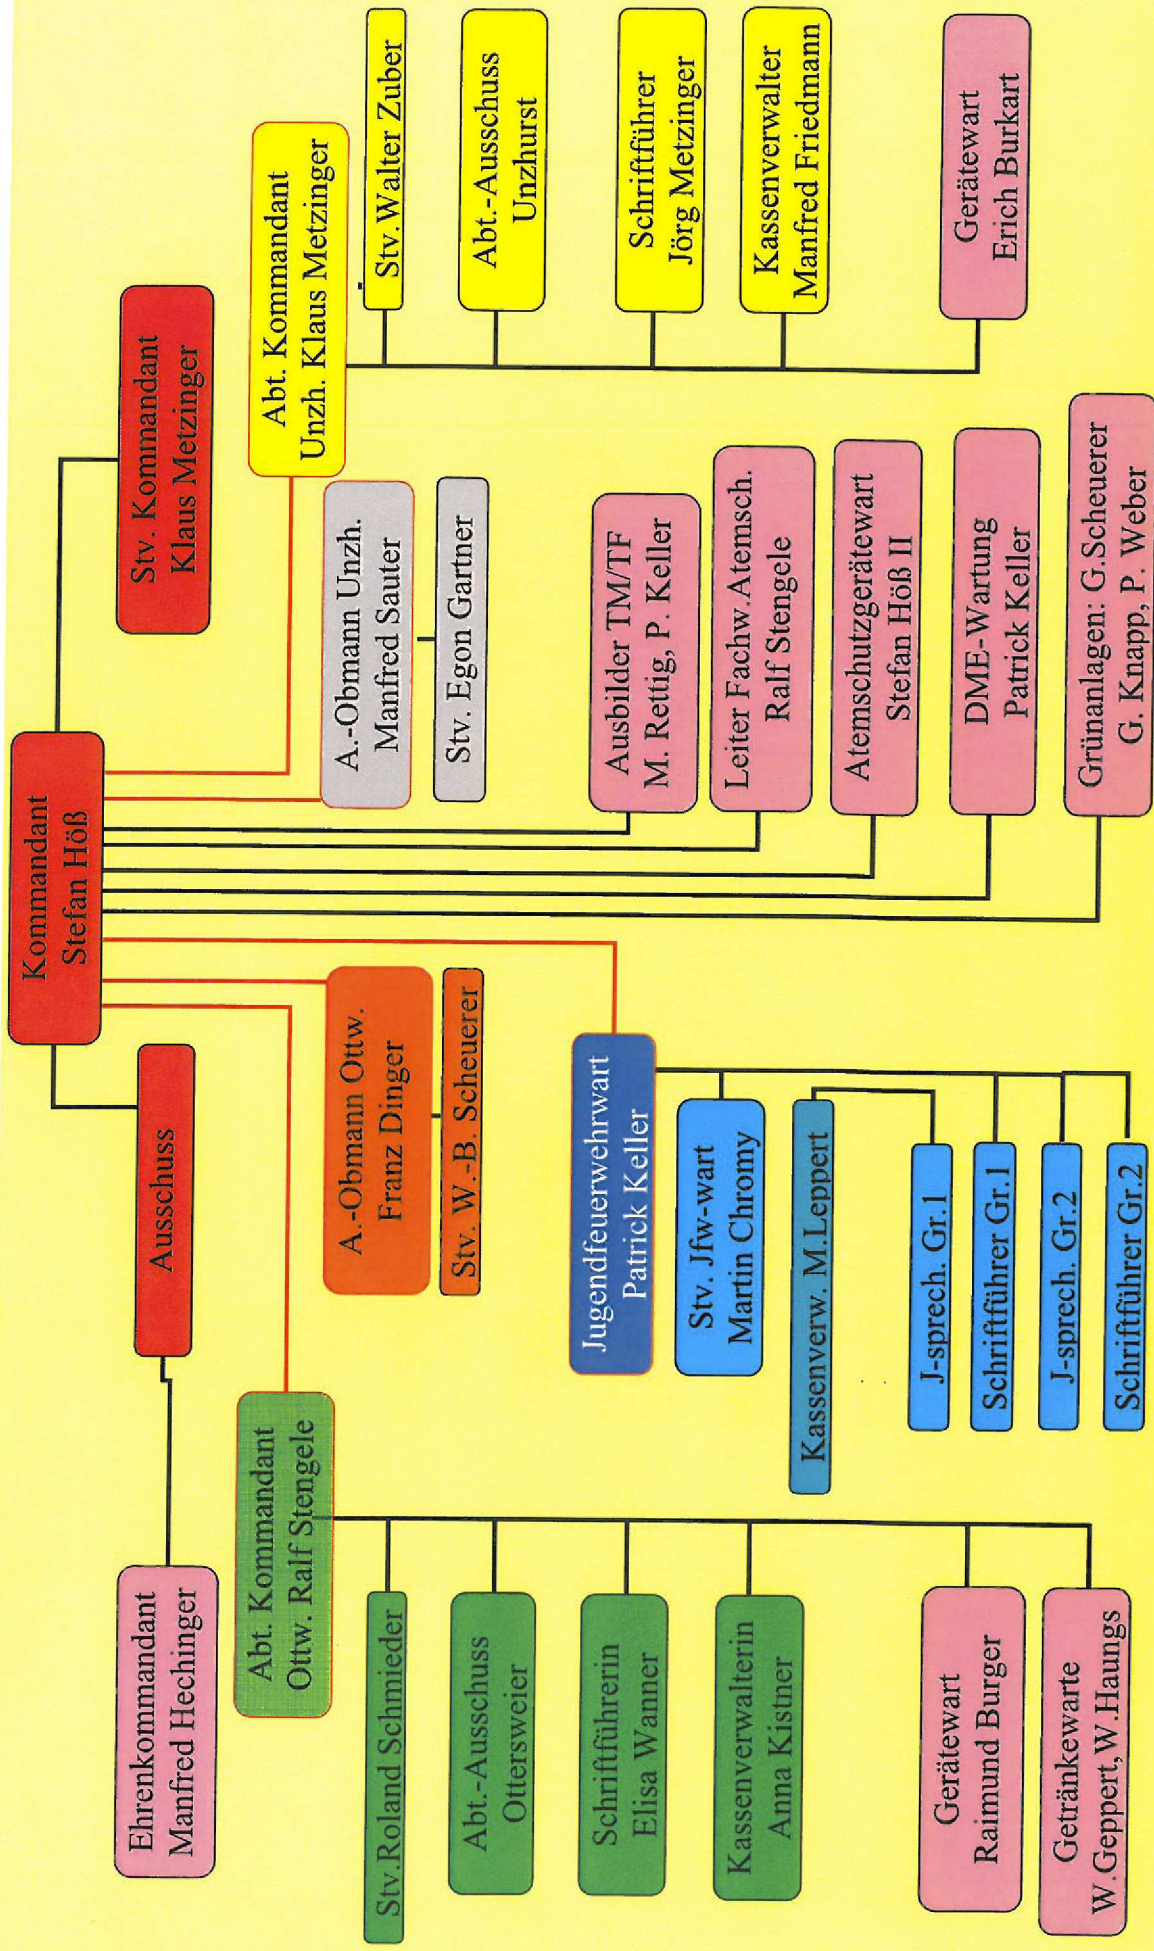 Kommandant
Stefan Höß
Stv. Kommandant
Klaus Metzinger
Ausschuss
Ehrenkommandant
Manfred Hechinger
Abt. Kommandant
Ottw. Ralf Stengele
Stv.Roland Schmieder
Abt.-Ausschuss
Ottersweier
Schriftführerin
Elisa Wanner
Kassenverwalterin
Anna Kistner
Gerätewart
Raimund Burger
Getränkewarte
W.Geppert,W.Haungs
A.-Obmann Ottw.
Franz Dinger
Stv. W.-B. Scheuerer
Jugendfeuerwehrwart
Patrick Keller
Stv. Jfw-wart
Martin Chromy
Kassenverw. M.Leppert
J-sprech. Gr.1
Schriftführer Gr.1
J-sprech. Gr.2
Schriftführer Gr.2
A.-Obmann Unzh.
Manfred Sauter
Stv. Egon Gartner
Ausbilder TM/TF
M. Rettig, P. Keller
Leiter Fachw.Atemsch.
Ralf Stengele
Atemschutzgerätewart
Stefan Höß II
DME-Wartung
Patrick Keller
Grünanlagen: G.Scheuerer
G. Knapp, P. Weber
Abt. Kommandant
Unzh. Klaus Metzinger
Stv.Walter Zuber
Abt.-Ausschuss
Unzhurst
Schriftführer
Jörg Metzinger
Kassenverwalter
Manfred Friedmann
Gerätewart
Erich Burkart